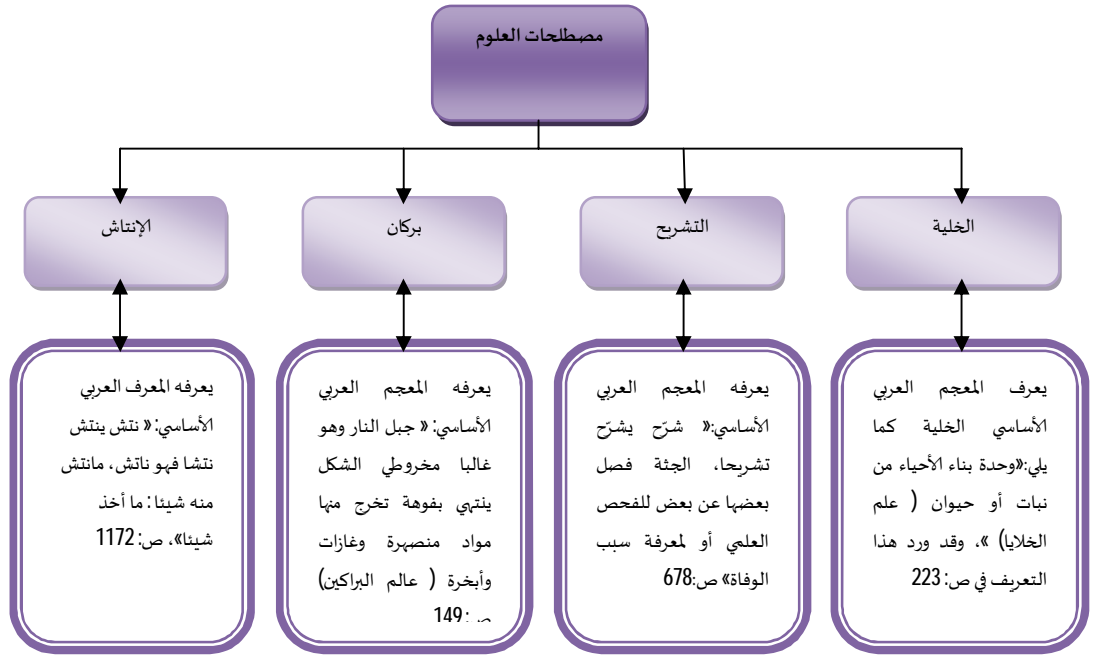 مصطلحات العلوم
الخلية
التشريح
بركان
الإنتاش
يعرف المعجم العربي
الأساسي الخلية كما
يلي:«وحدة بناء الأحياء من
نبات أو حيوان ( علم
الخلايا) »، وقد ورد هذا
التعريف في ص: 223
يعرفه المعجم العربي
الأساسي:« شرّح يشرّح
تشريحا، الجثة فصل
بعضها عن بعض للفحص
العلمي أو لمعرفة سبب
الوفاة» ص:678
يعرفه المعجم العربي
الأساسي: « جبل النار وهو
غالبا مخروطي الشكل
ينتهي بفوهة تخرج منها
مواد منصهرة وغازات
وأبخرة ( عالم البراكين)
ص: 149
يعرفه المعرف العربي
الأساسي: « نتش ينتش
نتشا فهو ناتش، مانتش
منه شيئا : ما أخذ
شيئا»، ص: 1172